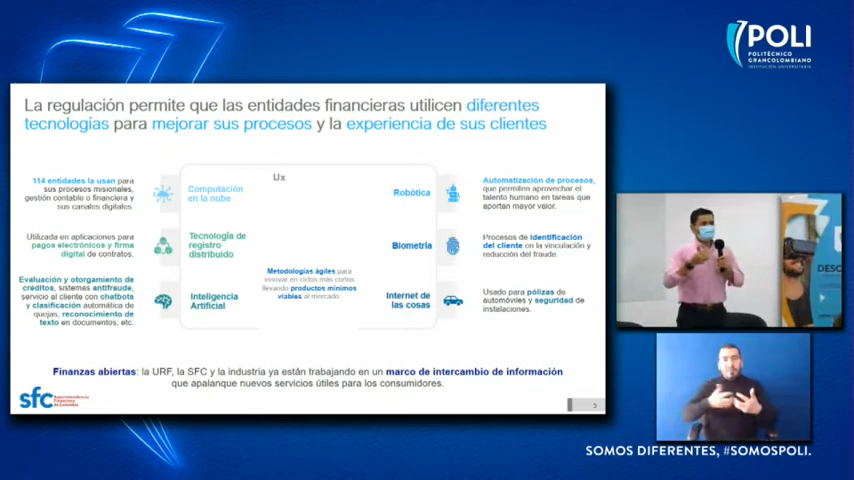 POLI
POLITÉCNICO
GRANCOLOMBIANO
INSTITUCIÓN UNIVERSITARIA
La regulación permite que las entidades financieras utilicen diferentes
tecnologías para mejorar sus procesos y la experiencia de sus clientes
Ux
114 entidades la usan para
sus procesos misionales,
gestión contable o financiera y
sus canales digitales.
Computación
en la nube
Robótica
Automatización de procesos,
que permiten aprovechar el
talento humano en tareas que
aportan mayor valor.
Utilizada en aplicaciones para
pagos electrónicos y firma
digital de contratos.
Tecnología de
registro
distribuido
Biometría
Procesos de identificación
del cliente en la vinculación y
reducción del fraude.
Metodologías ágiles para
innovar en ciclos más cortos
llevando productos mínimos
viables al mercado
Evaluación y otorgamiento de
créditos, sistemas antifraude,
servicio al cliente con chatbots
y clasificación automática de
quejas, reconocimiento de
texto en documentos, etc.
Inteligencia
Artificial
Internet de
las cosas
Usado para pólizas de
automóviles y seguridad de
instalaciones.
Finanzas abiertas: la URF, la SFC y la industria ya están trabajando en un marco de intercambio de información
que apalanque nuevos servicios útiles para los consumidores.
sfc
Superintendencia
Financiera
de Colombia
5
DESC
SOMOS DIFERENTES, #SOMOSPOLI.